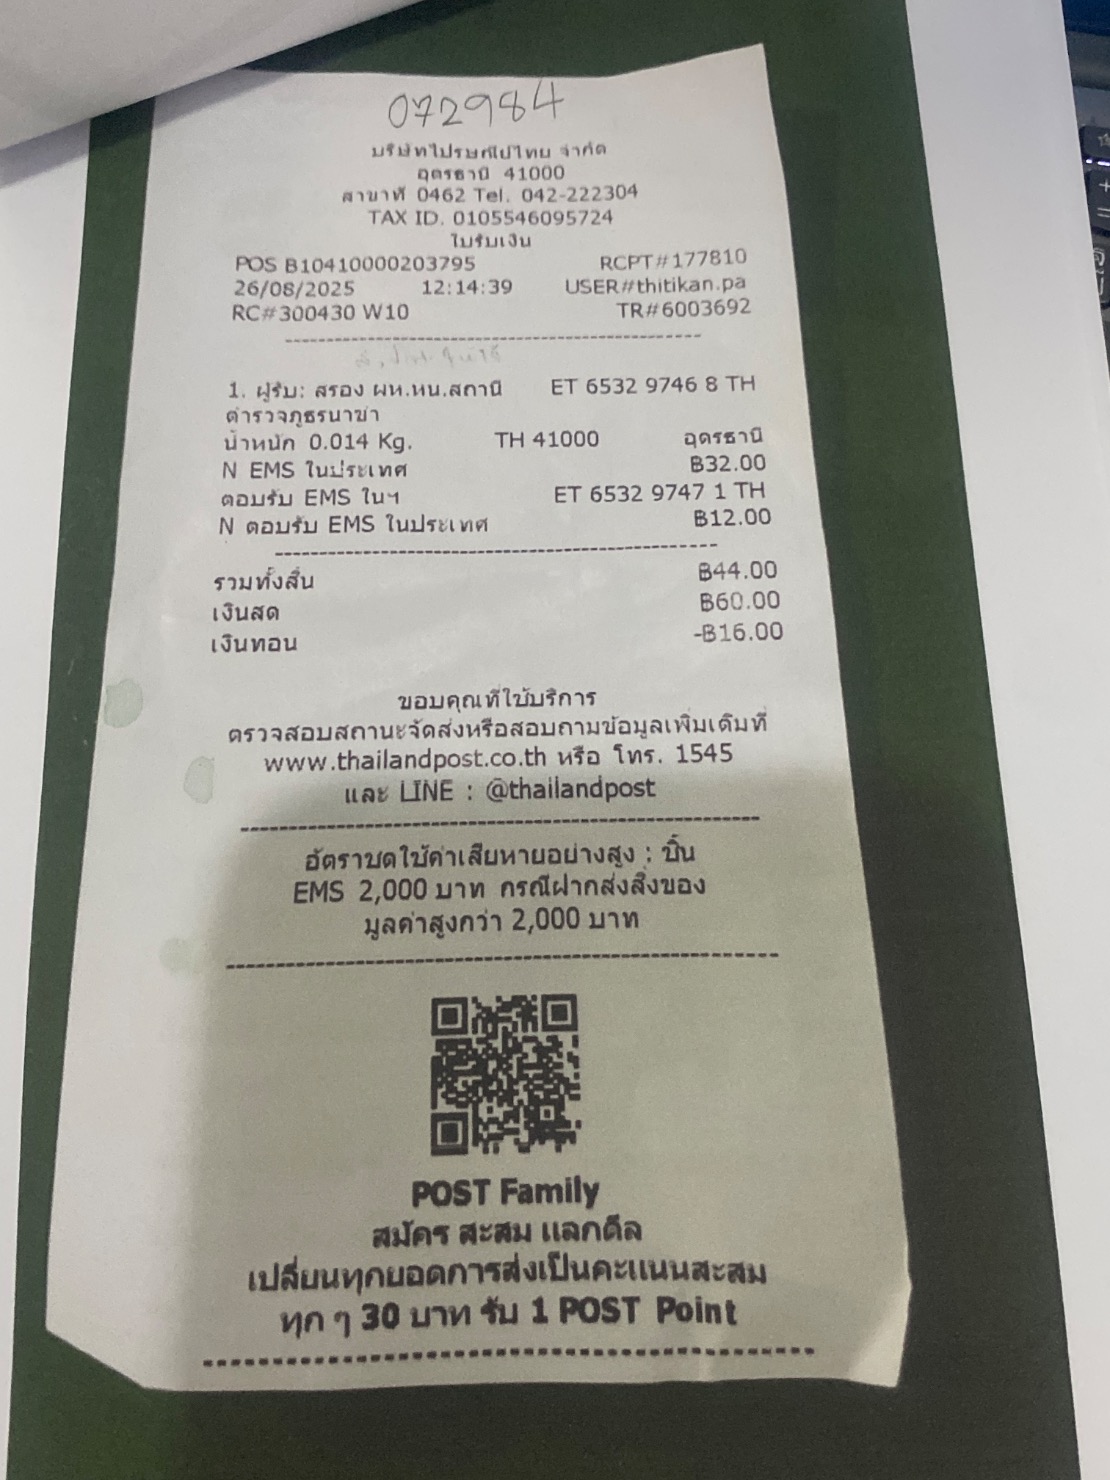 072984
บริษัทไปรษณีย์ไทย จำกัด
อุดรธานี 41000
สาขาที่ 0462 Tel. 042-222304
TAX ID. 0105546095724
ใบรับเงิน
POS B10410000203795 RCPT#177810
26/08/2025 12:14:39 USER#thitikan.pa
RC#300430 W10 TR#6003692
1. ผู้รับ: สรอง ผห.หน.สถานี ET 6532 9746 8 TH
ตำรวจภูธรนาข่า
น้ำหนัก 0.014 Kg. TH 41000 อุดรธานี
N EMS ในประเทศ ฿32.00
ตอบรับ EMS ในฯ ET 6532 9747 1 TH
N ตอบรับ EMS ในประเทศ ฿12.00
รวมทั้งสิ้น ฿44.00
เงินสด ฿60.00
เงินทอน -฿16.00
ขอบคุณที่ใช้บริการ
ตรวจสอบสถานะจัดส่งหรือสอบถามข้อมูลเพิ่มเติมที่
www.thailandpost.co.th หรือ โทร. 1545
และ LINE : @thailandpost
อัตราชดใช้ค่าเสียหายอย่างสูง : ชิ้น
EMS 2,000 บาท กรณีฝากส่งสิ่งของ
มูลค่าสูงกว่า 2,000 บาท
POST Family
สมัคร สะสม แลกดีล
เปลี่ยนทุกยอดการส่งเป็นคะแนนสะสม
ทุก ๆ 30 บาท รับ 1 POST Point